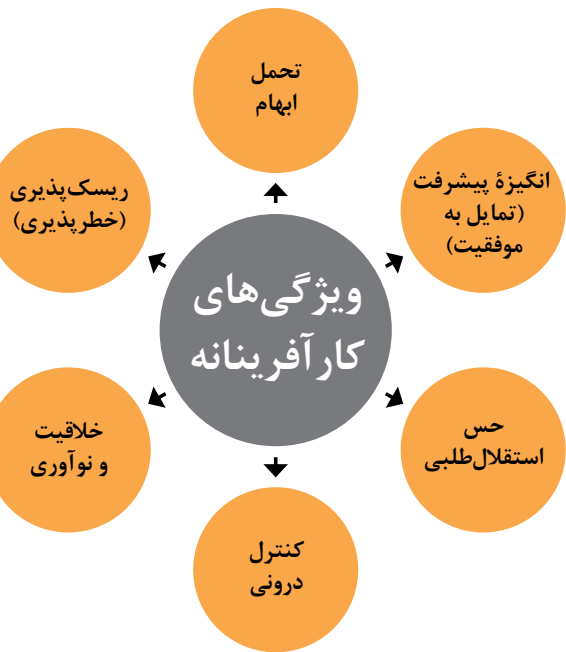 تحمل
ابهام
انگیزهٔ پیشرفت
(تمایل به
موفقیت)
ریسک‌پذیری
(خطرپذیری)
ویژگی‌های
کارآفرینانه
حس
استقلال‌طلبی
خلاقیت
و نوآوری
کنترل
درونی